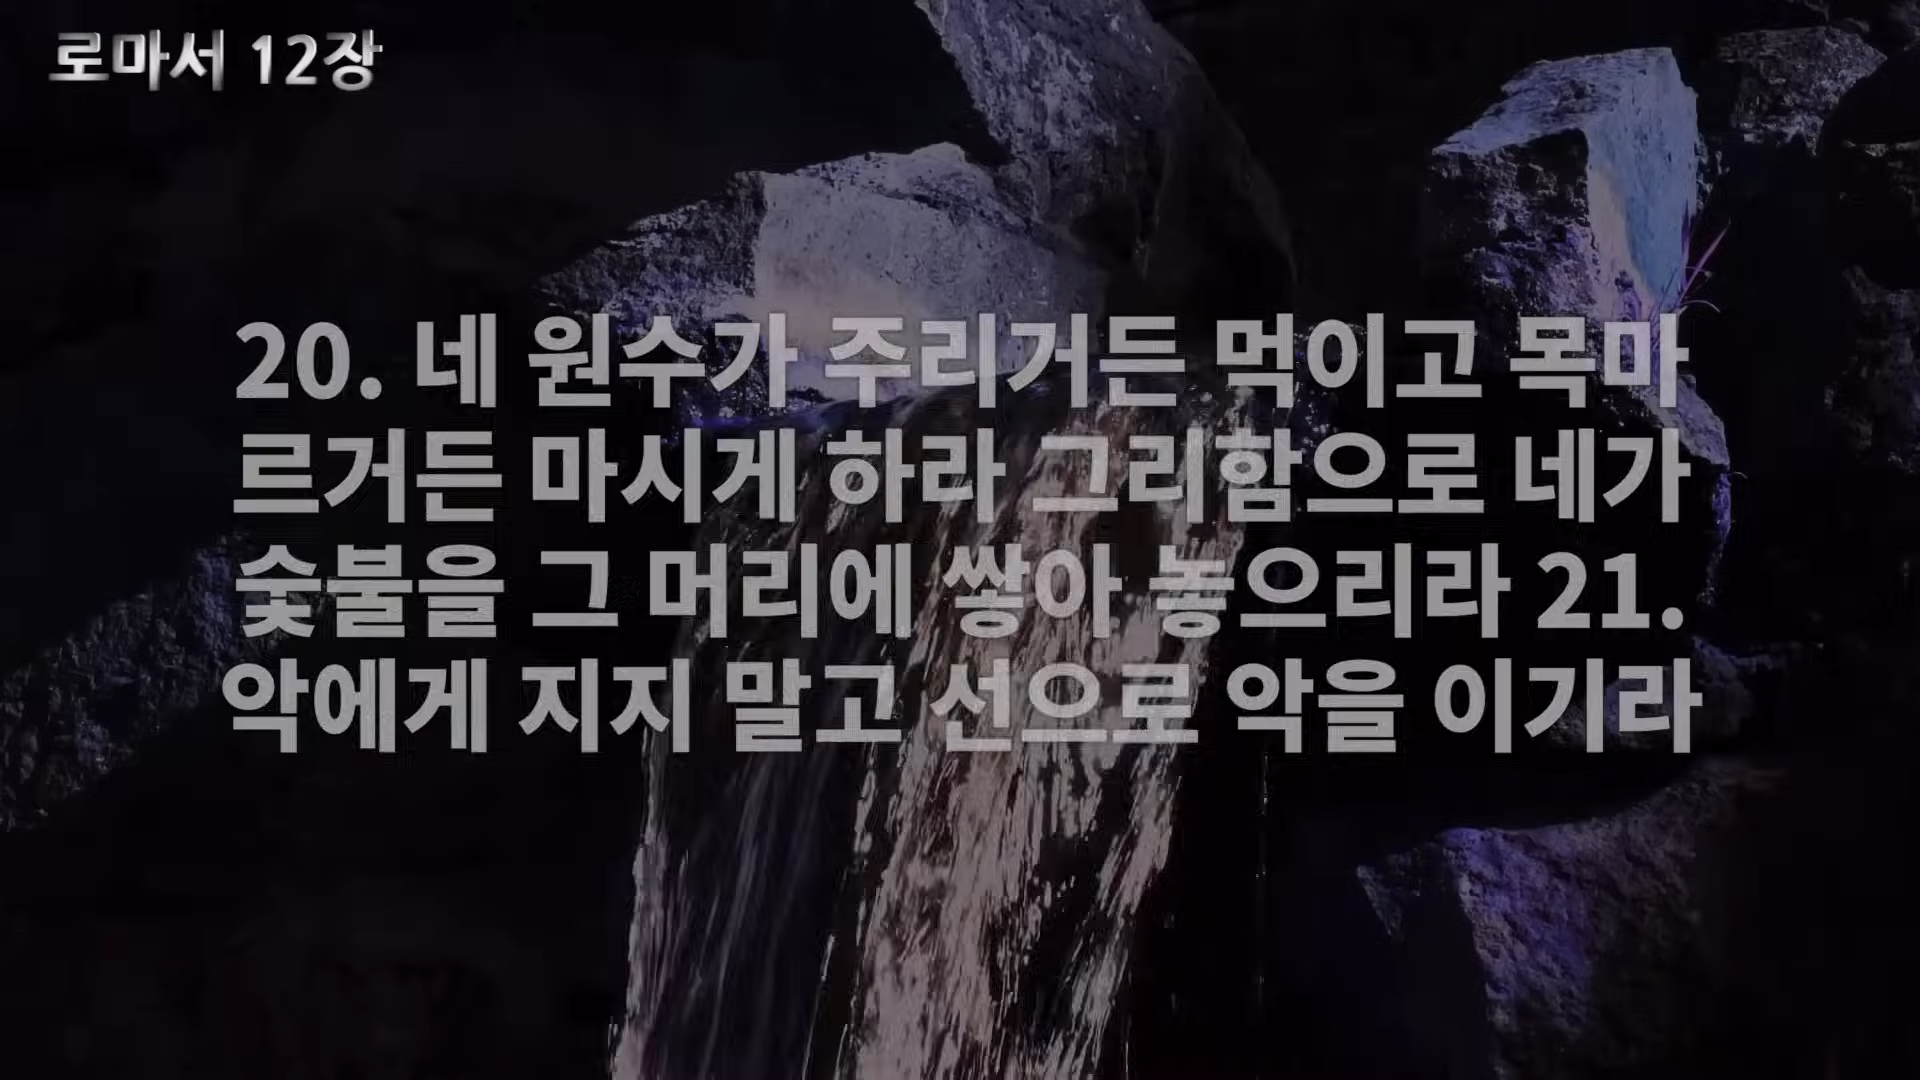 로마서 12장
20. 네 원수가 주리거든 먹이고 목마
르거든 마시게 하라 그리함으로 네가
숯불을 그 머리에 쌓아 놓으리라 21.
악에게 지지 말고 선으로 악을 이기라